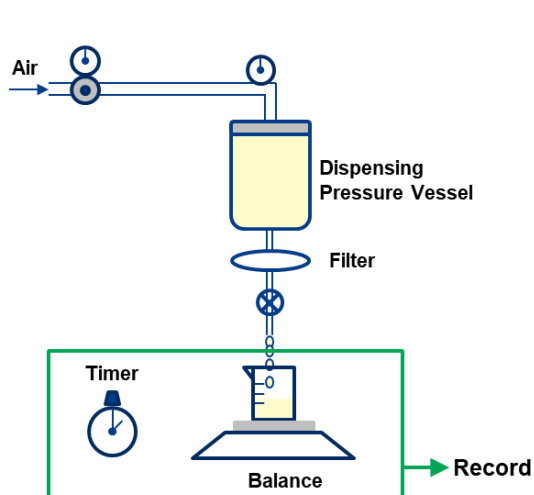 Air
Dispensing
Pressure Vessel
Filter
Timer
Balance
Record